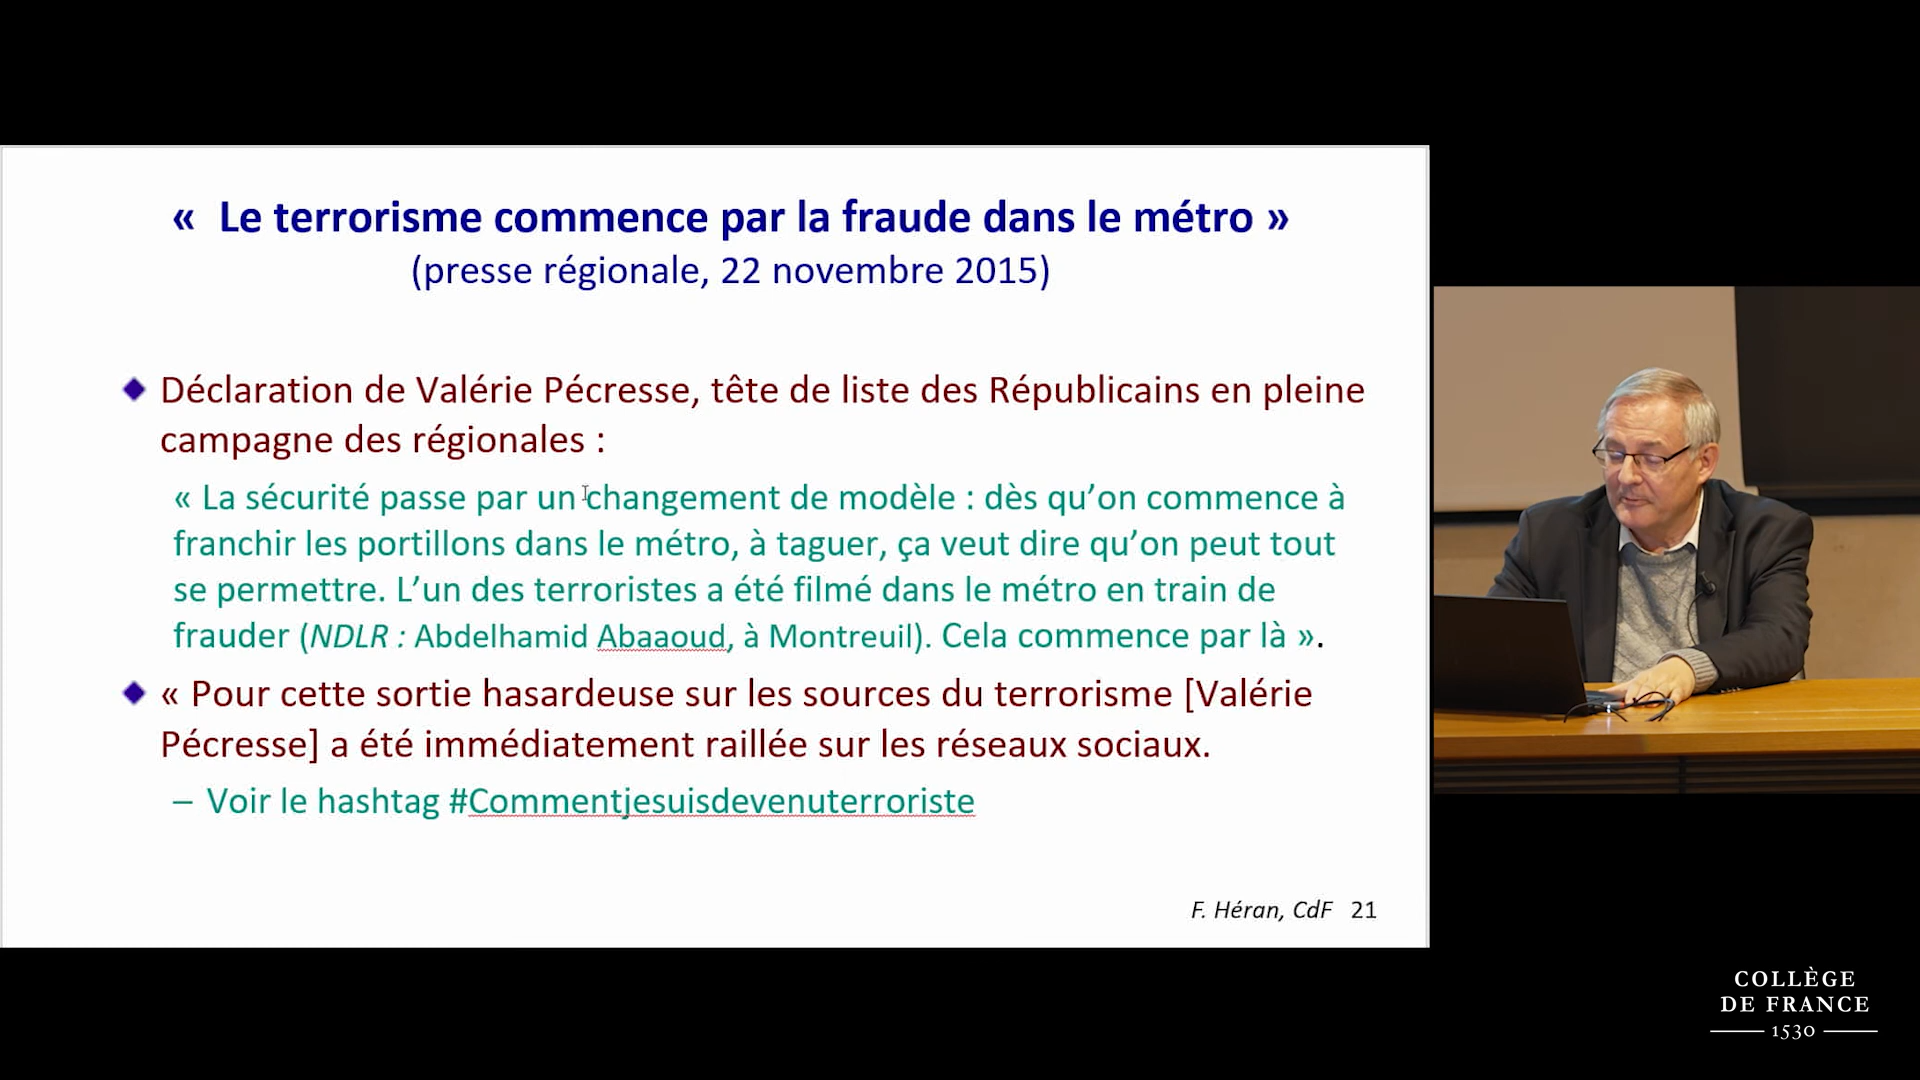 « Le terrorisme commence par la fraude dans le métro »
(presse régionale, 22 novembre 2015)
Déclaration de Valérie Pécresse, tête de liste des Républicains en pleine
campagne des régionales :
« La sécurité passe par un changement de modèle : dès qu’on commence à
franchir les portillons dans le métro, à taguer, ça veut dire qu’on peut tout
se permettre. L’un des terroristes a été filmé dans le métro en train de
frauder (NDLR : Abdelhamid Abaaoud, à Montreuil). Cela commence par là ».
« Pour cette sortie hasardeuse sur les sources du terrorisme [Valérie
Pécresse] a été immédiatement raillée sur les réseaux sociaux.
– Voir le hashtag #Commentjesuisdevenuterroriste
F. Héran, CdF 21
COLLÈGE
DE FRANCE
1530